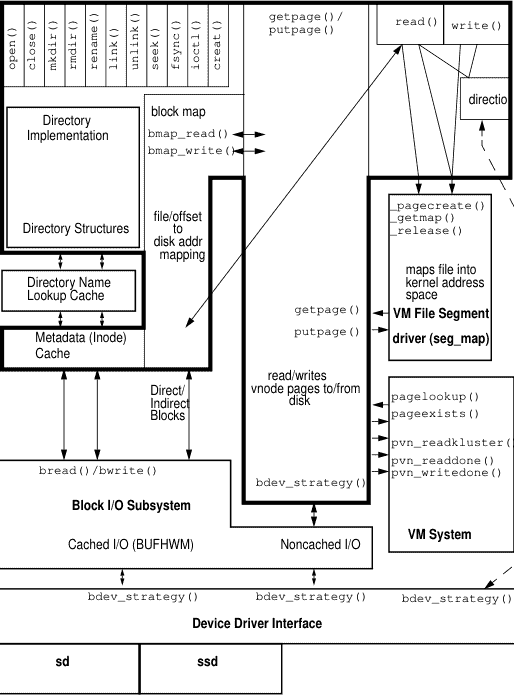 open()
close()
mkdir()
rmdir()
rename()
link()
unlink()
seek()
fsync()
ioctl()
creat()
getpage()/
putpage()
read()
write()
directio
block map
bmap_read()
bmap_write()
Directory
Implementation
Directory Structures
file/offset
to
disk addr
mapping
_pagecreate()
_getmap()
_release()
maps file into
kernel address
space
VM File Segment
driver (seg_map)
Directory Name
Lookup Cache
getpage()
putpage()
Metadata (Inode)
Cache
Direct/
Indirect
Blocks
read/writes
vnode pages to/from
disk
pagelookup()
pageexists()
pvn_readkluster()
pvn_readdone()
pvn_writedone()
VM System
bread()/bwrite()
bdev_strategy()
Block I/O Subsystem
Cached I/O (BUFHWM)
Noncached I/O
bdev_strategy()
bdev_strategy()
bdev_strategy()
Device Driver Interface
sd
ssd